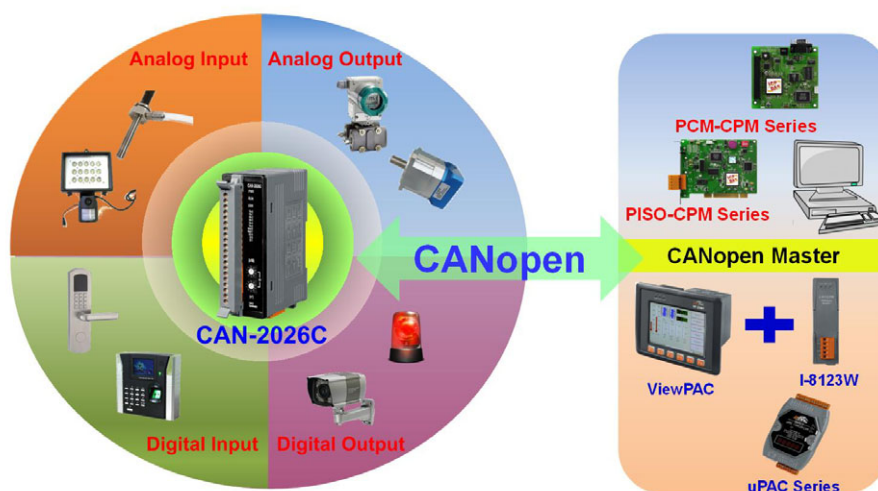 Analog Input
Analog Output
CAN-2026C
Digital Input
Digital Output
CANopen
PCM-CPM Series
PISO-CPM Series
CANopen Master
ViewPAC
I-8123W
uPAC Series